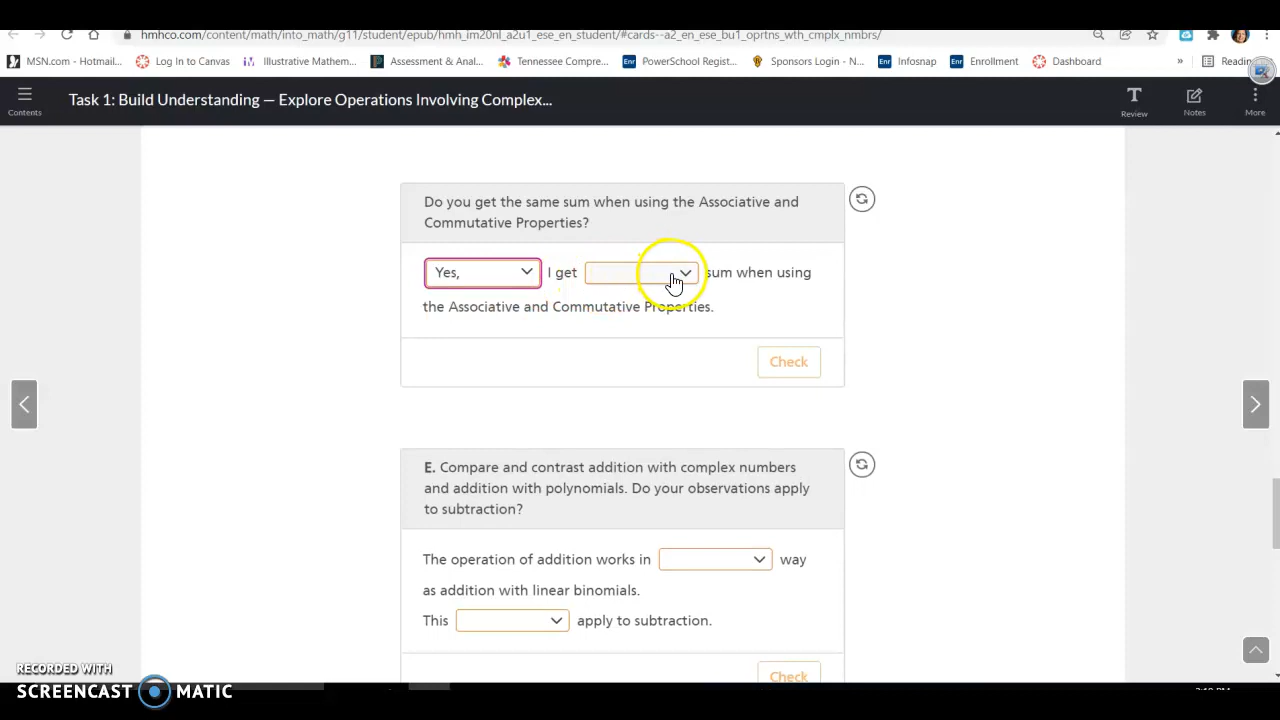 hmhco.com/content/math/into_math/g11/student/epub/hmh_im20nl_a2u1_ese_en_student/#cards--a2_en_ese_bu1_oprtns_wth_cmplx_nmbrs/
MSN.com - Hotmail... Log In to Canvas Illustrative Mathem... Assessment & Anal... Tennessee Compre... PowerSchool Regist... Sponsors Login - N... Infosnap Enrollment Dashboard » Reading
Contents Task 1: Build Understanding — Explore Operations Involving Complex... Review Notes More
Do you get the same sum when using the Associative and
Commutative Properties?
Yes, I get sum when using
the Associative and Commutative Properties.
Check
E. Compare and contrast addition with complex numbers
and addition with polynomials. Do your observations apply
to subtraction?
The operation of addition works in way
as addition with linear binomials.
This apply to subtraction.
Check
RECORDED WITH
SCREENCAST MATIC